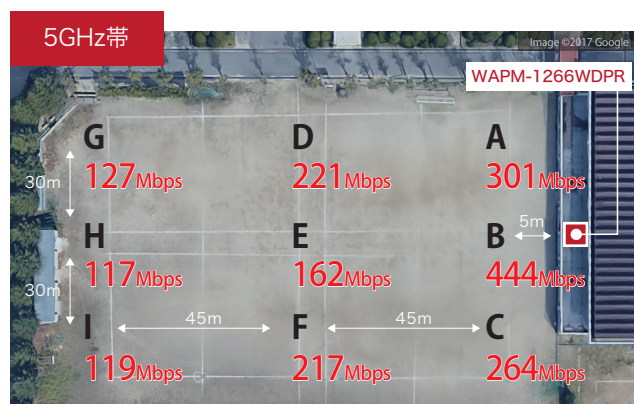 5GHz帯
Image ©2017 Google
WAPM-1266WDPR
G
D
A
127Mbps
221Mbps
301Mbps
30m
5m
H
E
B
117Mbps
162Mbps
444Mbps
30m
45m
45m
I
F
C
119Mbps
217Mbps
264Mbps